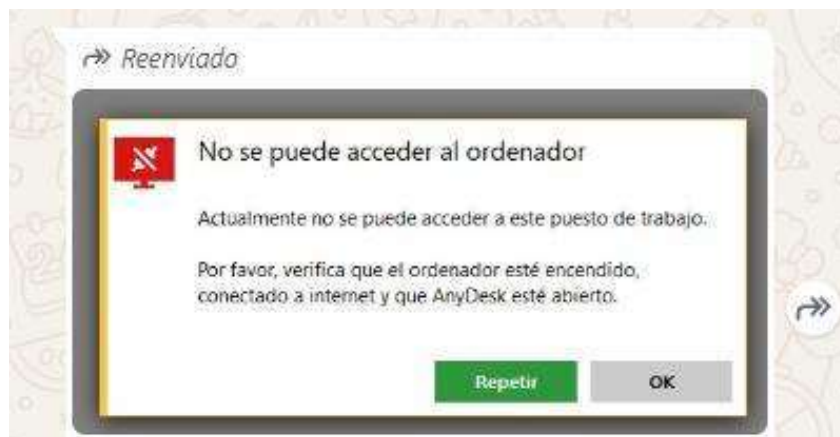 Reenviado
No se puede acceder al ordenador
Actualmente no se puede acceder a este puesto de trabajo.
Por favor, verifica que el ordenador esté encendido,
conectado a internet y que AnyDesk esté abierto.
Repetir OK